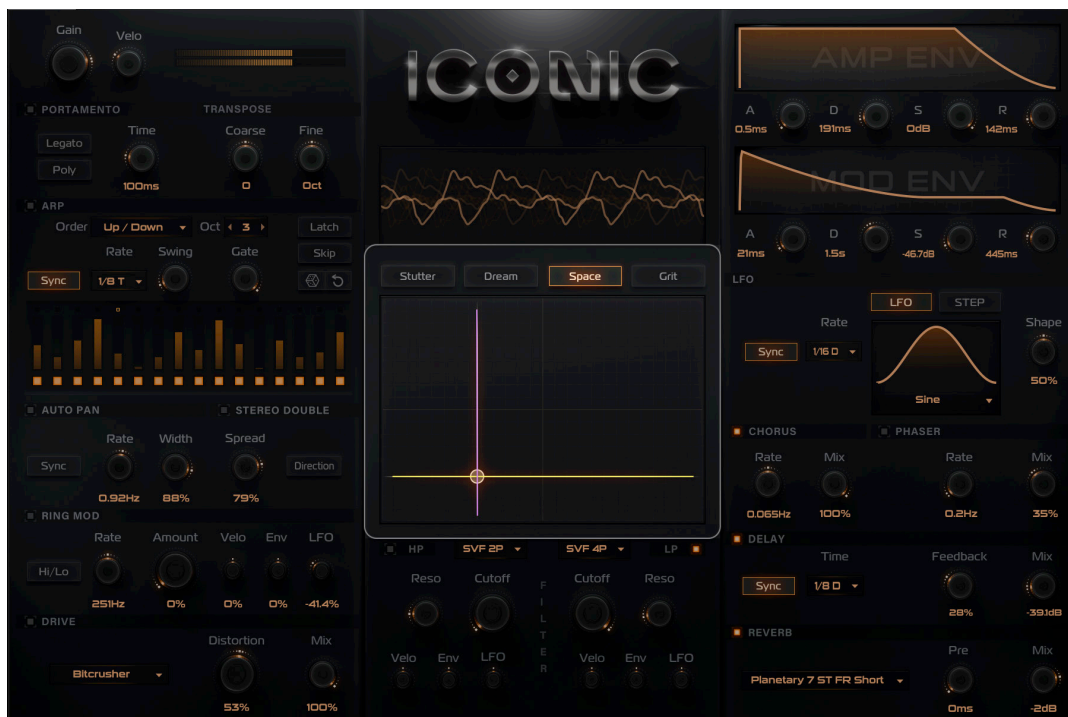 Gain
Velo
PORTAMENTO
TRANSPOSE
Legato
Poly
Time
Coarse
Fine
100ms
0
0ct
ARP
Order
Up / Down
Oct
3
Latch
Rate
Swing
Gate
Skip
Sync
1/8 T
AUTO PAN
STEREO DOUBLE
Rate
Width
Spread
Sync
Direction
0.92Hz
88%
79%
RING MOD
Rate
Amount
Velo
Env
LFO
Hi/Lo
251Hz
0%
0%
0%
-41.4%
DRIVE
Distortion
Mix
Bitcrusher
53%
100%
ICONIC
Stutter
Dream
Space
Grit
HP
SVF 2P
SVF 4P
LP
Reso
Cutoff
Cutoff
Reso
FILTER
Velo
Env
LFO
Velo
Env
LFO
AMP ENV
A
D
S
R
0.5ms
191ms
0dB
142ms
MOD ENV
A
D
S
R
21ms
1.5s
-46.7dB
445ms
LFO
LFO
STEP
Rate
Shape
Sync
1/16 D
50%
Sine
CHORUS
PHASER
Rate
Mix
Rate
Mix
0.065Hz
100%
0.2Hz
35%
DELAY
Time
Feedback
Mix
Sync
1/8 D
28%
-39.1dB
REVERB
Pre
Mix
Planetary 7 ST FR Short
0ms
-2dB